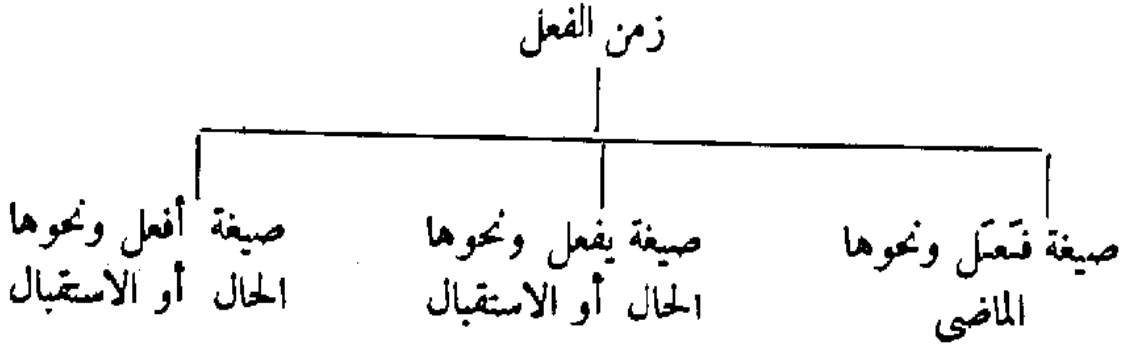 زمن الفعل
صيغة فَعَل ونحوها
الماضى
صيغة يفعل ونحوها
الحال أو الاستقبال
صيغة أفعل ونحوها
الحال أو الاستقبال